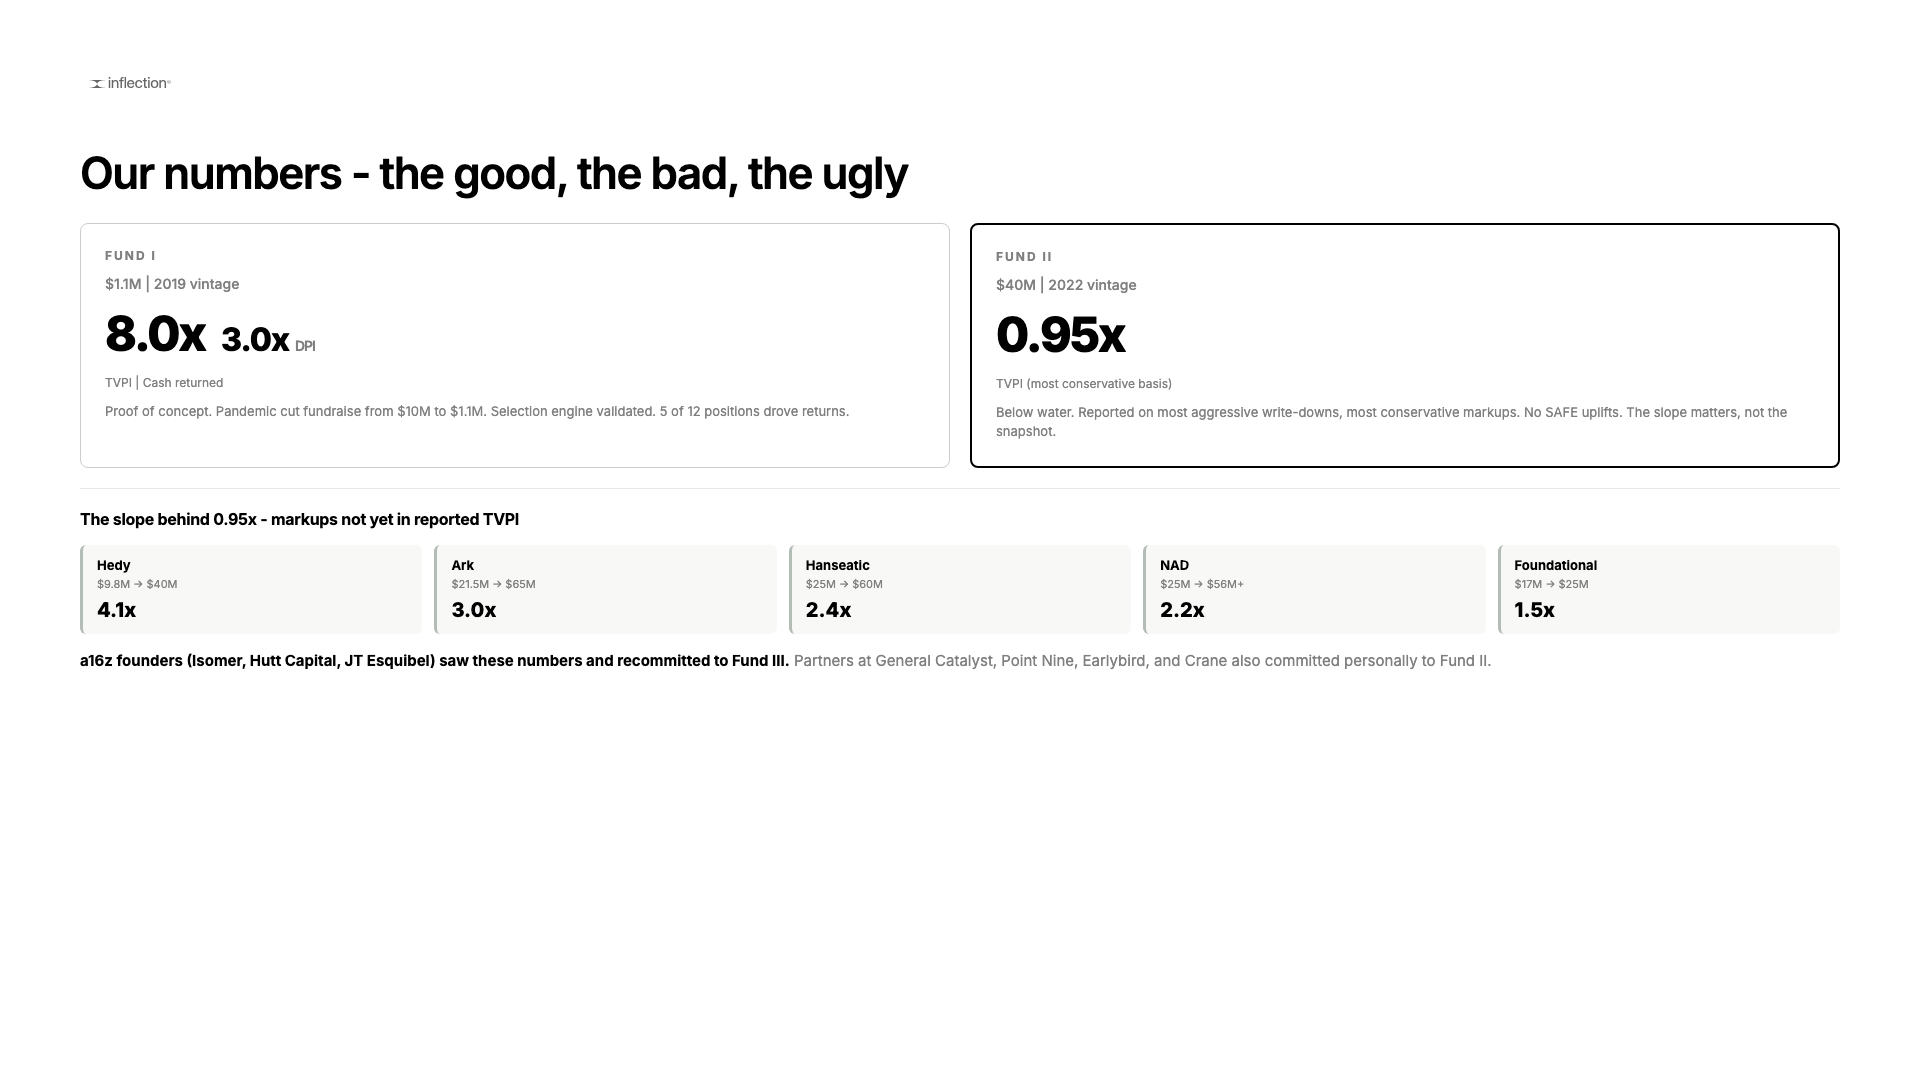 inflection®
Our numbers - the good, the bad, the ugly
FUND I
$1.1M | 2019 vintage
8.0x 3.0x DPI
TVPI | Cash returned
Proof of concept. Pandemic cut fundraise from $10M to $1.1M. Selection engine validated. 5 of 12 positions drove returns.
FUND II
$40M | 2022 vintage
0.95x
TVPI (most conservative basis)
Below water. Reported on most aggressive write-downs, most conservative markups. No SAFE uplifts. The slope matters, not the
snapshot.
The slope behind 0.95x - markups not yet in reported TVPI
Hedy
$9.8M → $40M
4.1x
Ark
$21.5M → $65M
3.0x
Hanseatic
$25M → $60M
2.4x
NAD
$25M → $56M+
2.2x
Foundational
$17M → $25M
1.5x
a16z founders (Isomer, Hutt Capital, JT Esquibel) saw these numbers and recommitted to Fund III. Partners at General Catalyst, Point Nine, Earlybird, and Crane also committed personally to Fund II.